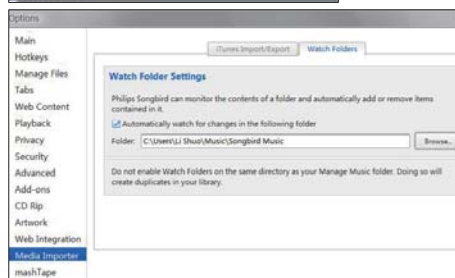 Options
Main
Hotkeys
Manage Files
Tabs
Web Content
Playback
Privacy
Security
Advanced
Add-ons
CD Rip
Artwork
Web Integration
Media Importer
mashTape
iTunes Import/Export
Watch Folders
Watch Folder Settings
Philips Songbird can monitor the contents of a folder and automatically add or remove items
contained in it.
Automatically watch for changes in the following folder
Folder: C:\Users\Li Shuo\Music\Songbird Music
Browse...
Do not enable Watch Folders on the same directory as your Manage Music folder. Doing so will
create duplicates in your library.